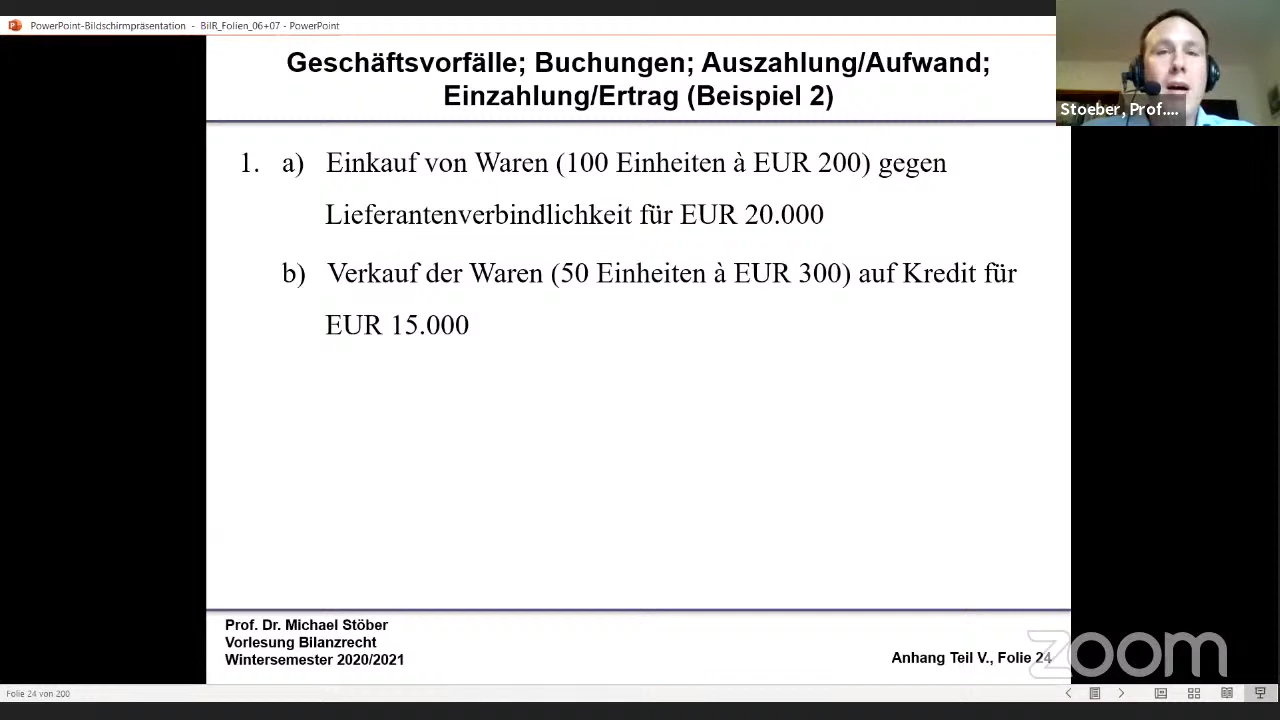 PowerPoint-Bildschirmpräsentation - BilR_Folien_06+07 - PowerPoint
Geschäftsvorfälle; Buchungen; Auszahlung/Aufwand;
Einzahlung/Ertrag (Beispiel 2)
Stoeber, Prof....
1. a) Einkauf von Waren (100 Einheiten à EUR 200) gegen
Lieferantenverbindlichkeit für EUR 20.000
b) Verkauf der Waren (50 Einheiten à EUR 300) auf Kredit für
EUR 15.000
Prof. Dr. Michael Stöber
Vorlesung Bilanzrecht
Wintersemester 2020/2021
Anhang Teil V., Folie 24
zoom
Folie 24 von 200